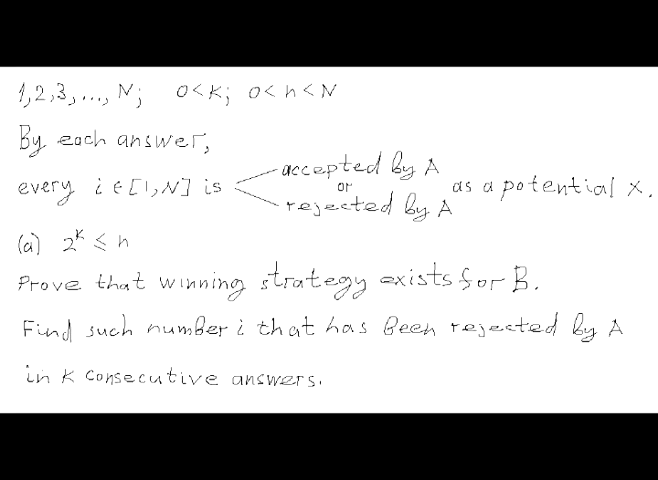 1,2,3,..., N; 0<K; 0<n<N
By each answer,
accepted by A
every i ∈ [1,N] is or as a potential x.
rejected by A
(a) 2^K ≤ n
Prove that winning strategy exists for B.
Find such number i that has been rejected by A
in K consecutive answers.